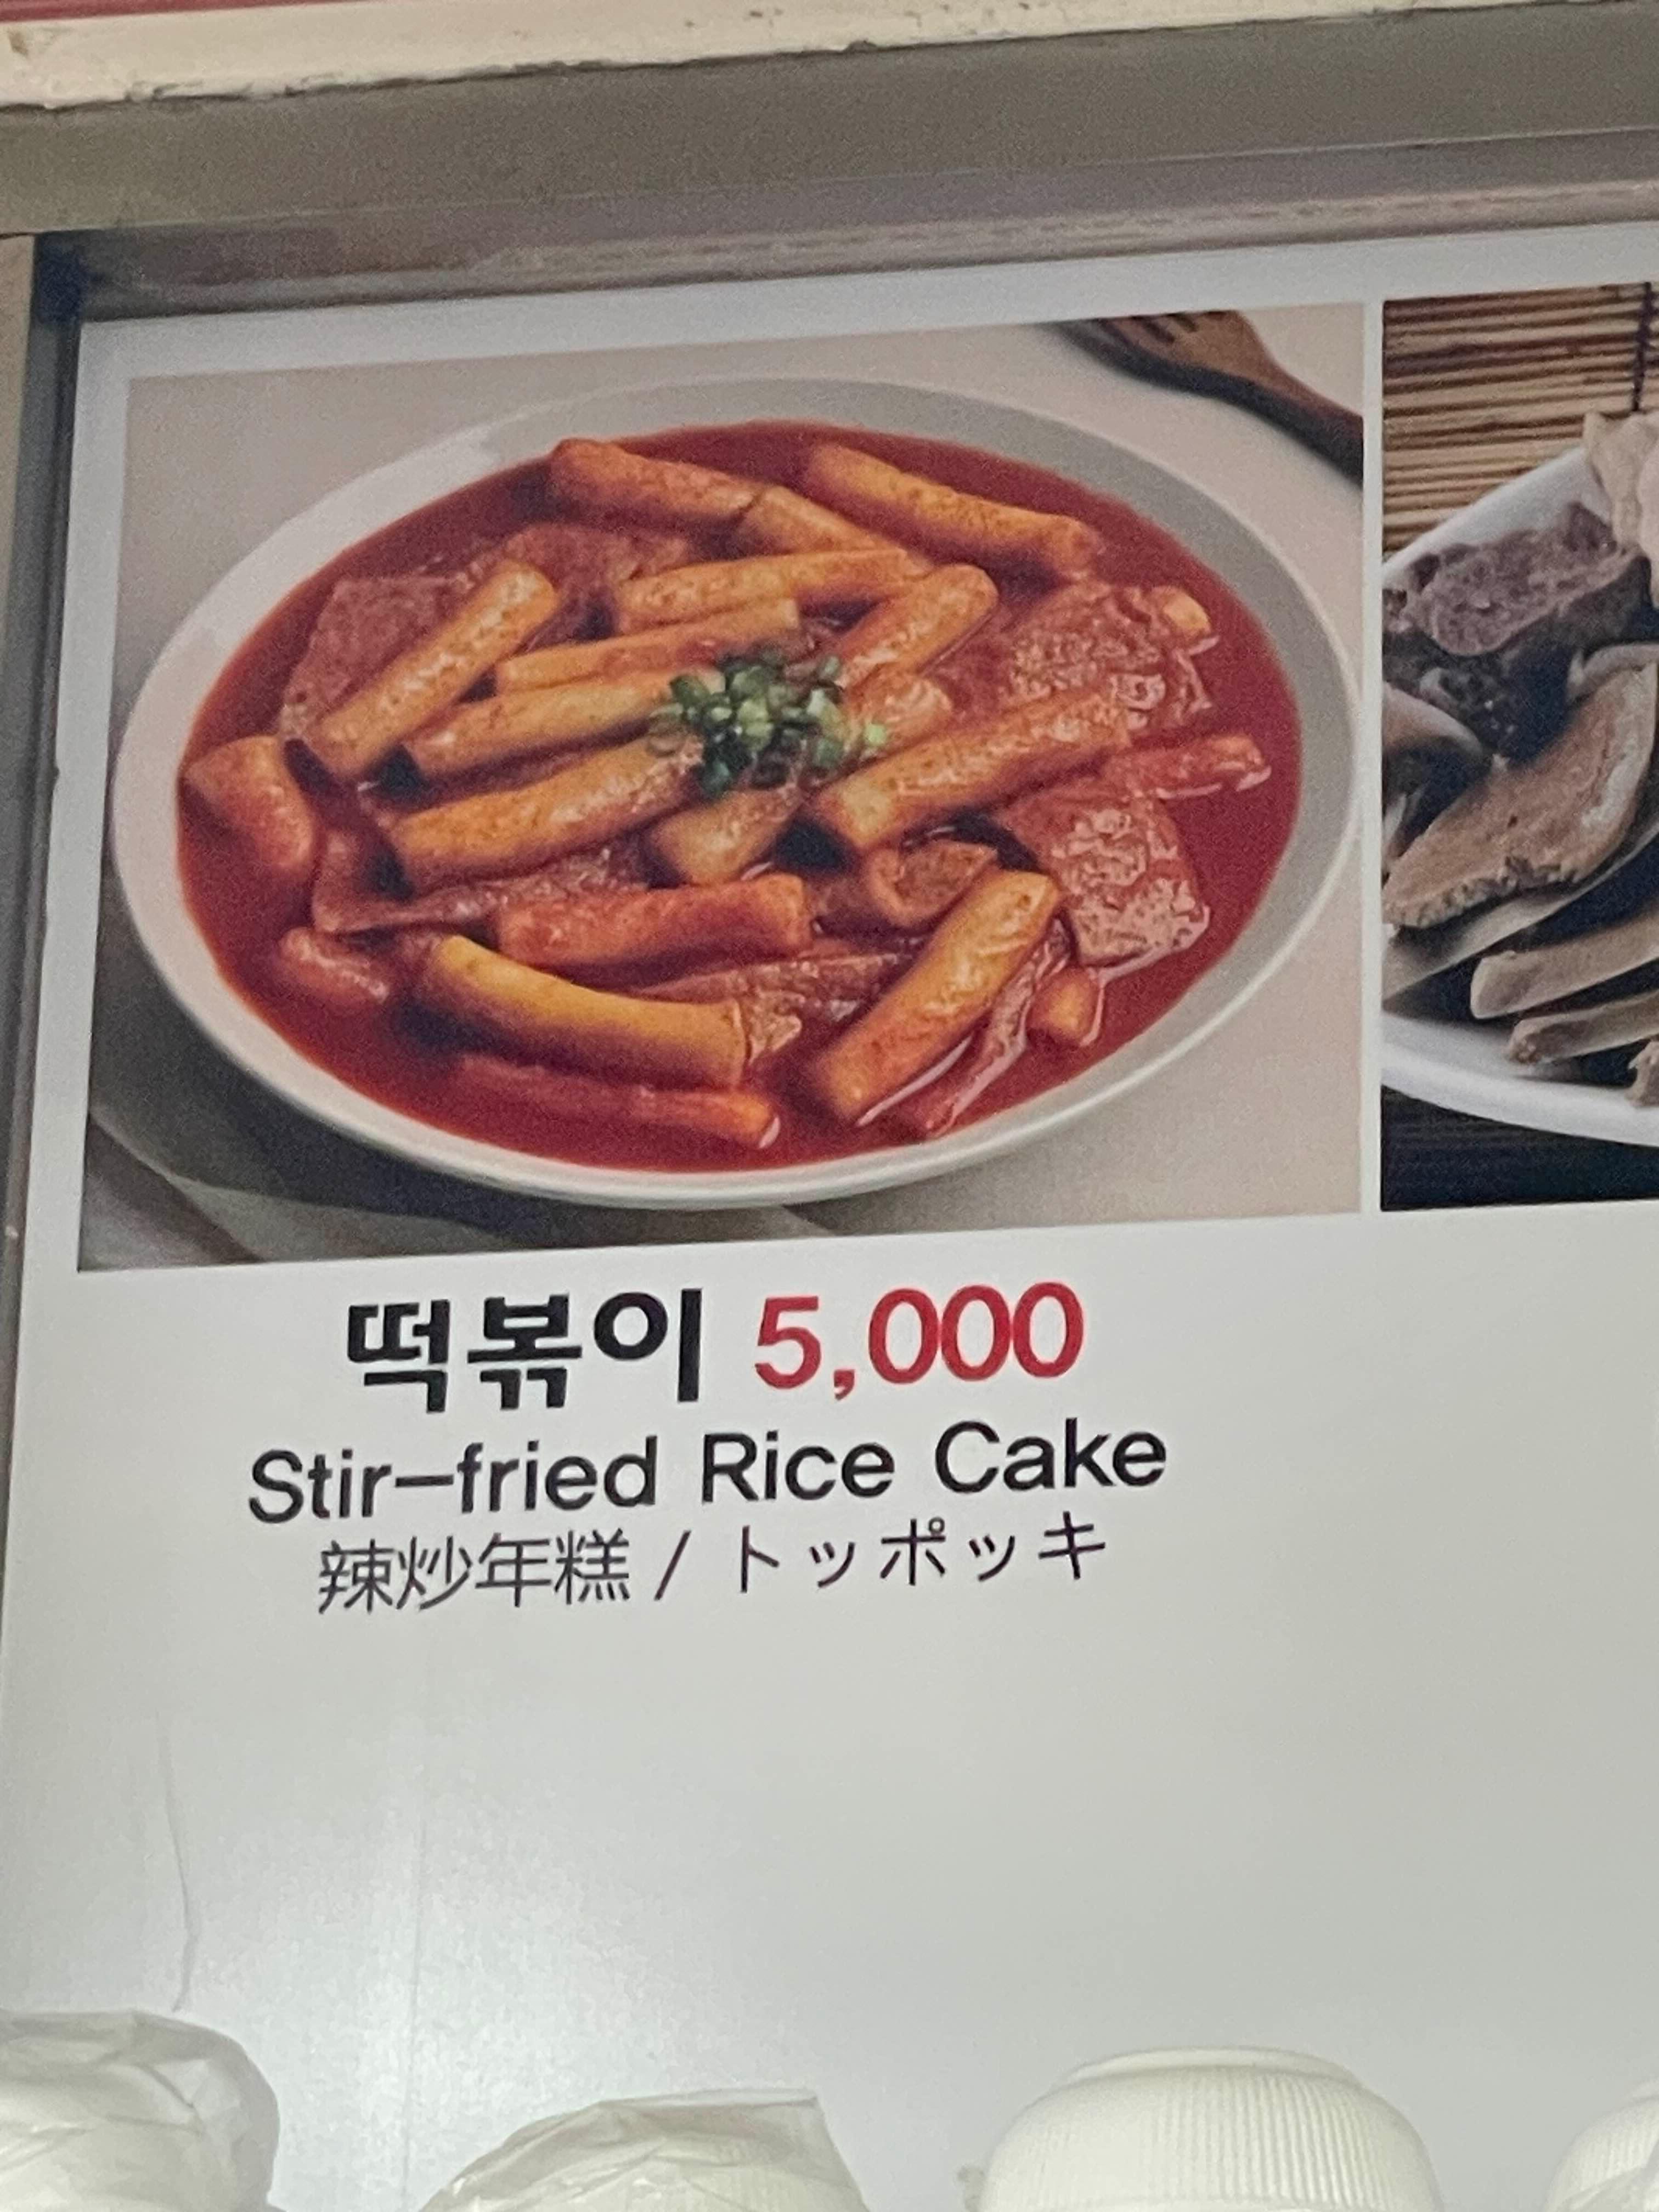 떡볶이 5,000
Stir-fried Rice Cake
辣炒年糕 / トッポッキ